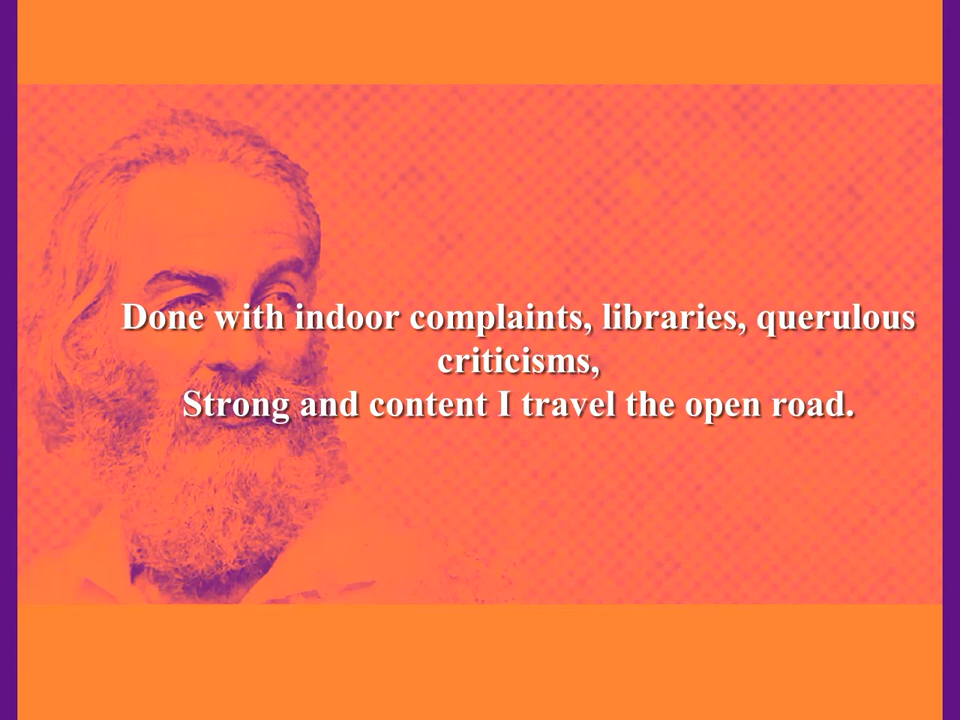 Done with indoor complaints, libraries, querulous
criticisms,
Strong and content I travel the open road.